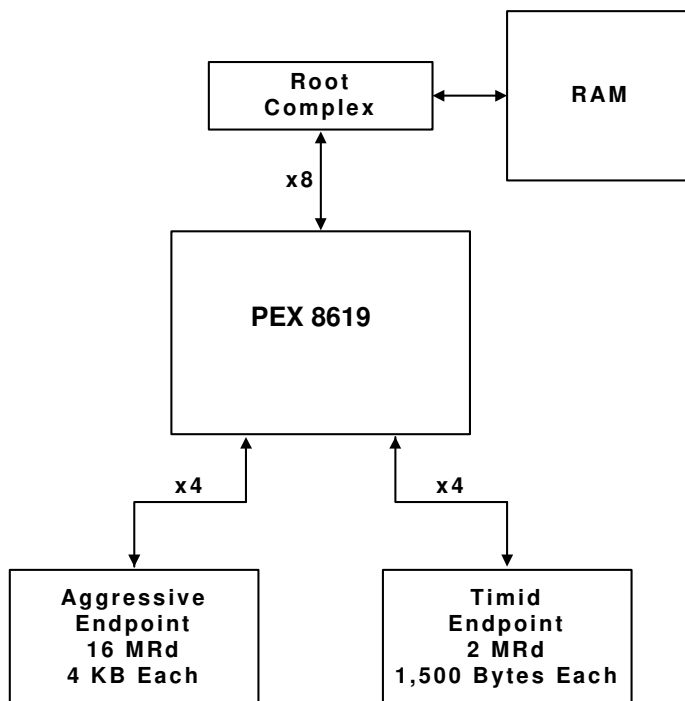 Root
Complex
RAM
x8
PEX 8619
x4
x4
Aggressive
Endpoint
16 MRd
4 KB Each
Timid
Endpoint
2 MRd
1,500 Bytes Each